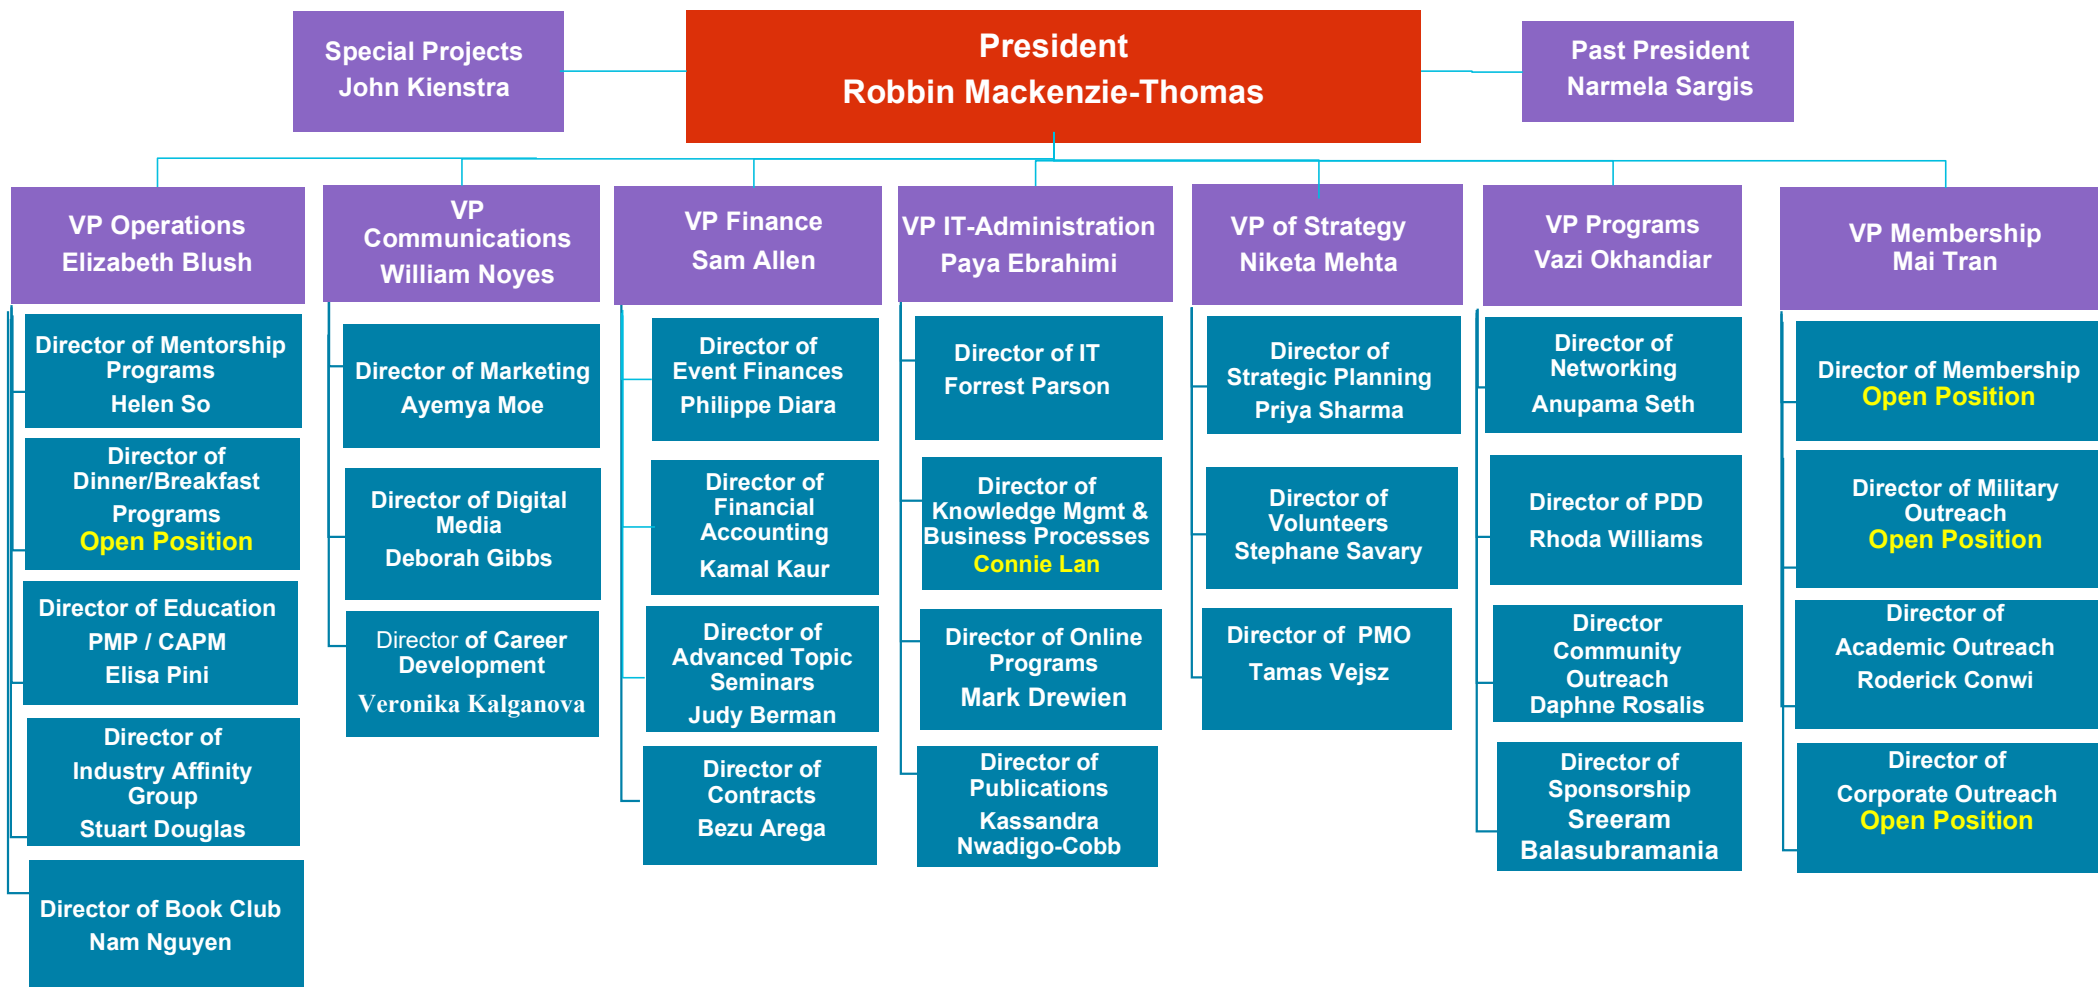 Special Projects
John Kienstra
President
Robbin Mackenzie-Thomas
Past President
Narmela Sargis
VP Operations
Elizabeth Blush
VP
Communications
William Noyes
VP Finance
Sam Allen
VP IT-Administration
Paya Ebrahimi
VP of Strategy
Niketa Mehta
VP Programs
Vazi Okhandiar
VP Membership
Mai Tran
Director of Mentorship
Programs
Helen So
Director of
Dinner/Breakfast
Programs
Open Position
Director of Education
PMP / CAPM
Elisa Pini
Director of
Industry Affinity
Group
Stuart Douglas
Director of Book Club
Nam Nguyen
Director of Marketing
Ayemya Moe
Director of Digital
Media
Deborah Gibbs
Director of Career
Development
Veronika Kalganova
Director of
Event Finances
Philippe Diara
Director of
Financial
Accounting
Kamal Kaur
Director of
Advanced Topic
Seminars
Judy Berman
Director of
Contracts
Bezu Arega
Director of IT
Forrest Parson
Director of
Knowledge Mgmt &
Business Processes
Connie Lan
Director of Online
Programs
Mark Drewien
Director of
Publications
Kassandra
Nwadigo-Cobb
Director of
Strategic Planning
Priya Sharma
Director of
Volunteers
Stephane Savary
Director of PMO
Tamas Vejsz
Director of
Networking
Anupama Seth
Director of PDD
Rhoda Williams
Director
Community
Outreach
Daphne Rosalis
Director of
Sponsorship
Sreeram
Balasubramania
Director of Membership
Open Position
Director of Military
Outreach
Open Position
Director of
Academic Outreach
Roderick Conwi
Director of
Corporate Outreach
Open Position